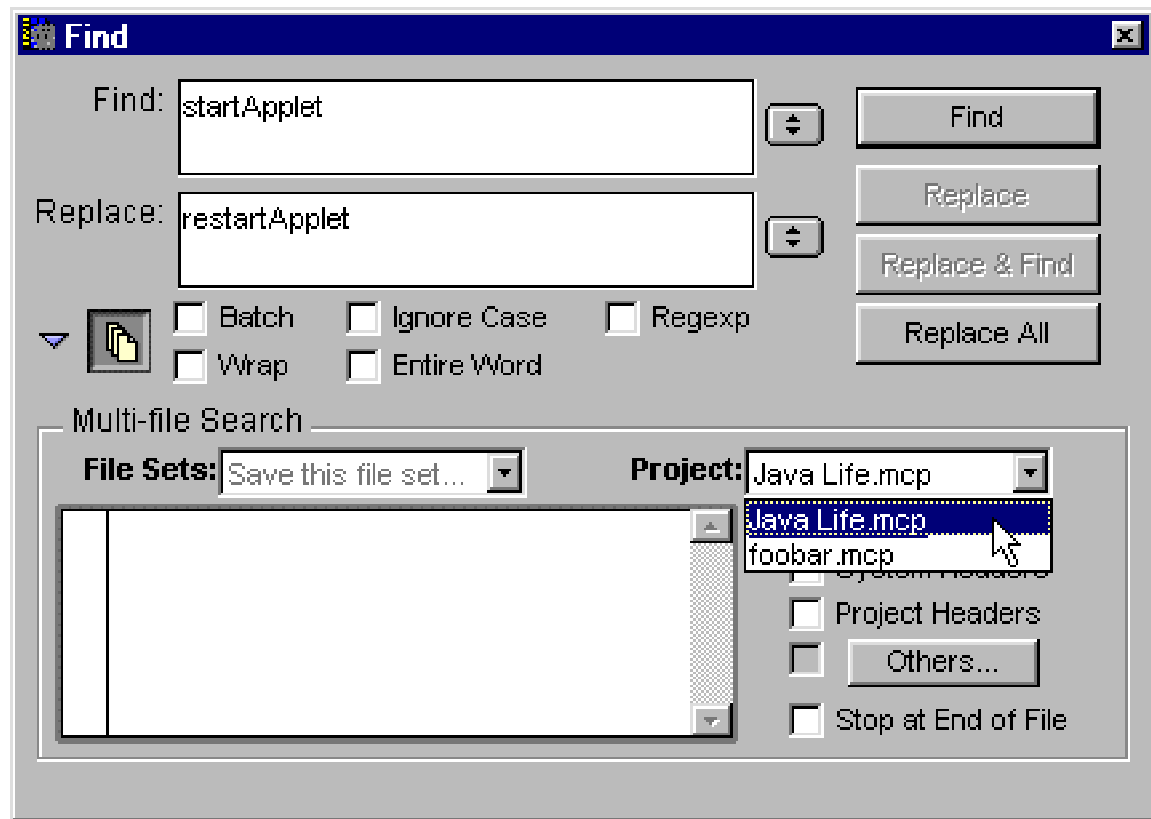 Find
Find:
startApplet
Find
Replace:
restartApplet
Replace
Replace & Find
Replace All
Batch
Ignore Case
Regexp
Wrap
Entire Word
Multi-file Search
File Sets:
Save this file set...
Project:
Java Life.mcp
Java Life.mcp
foobar.mcp
System Headers
Project Headers
Others...
Stop at End of File